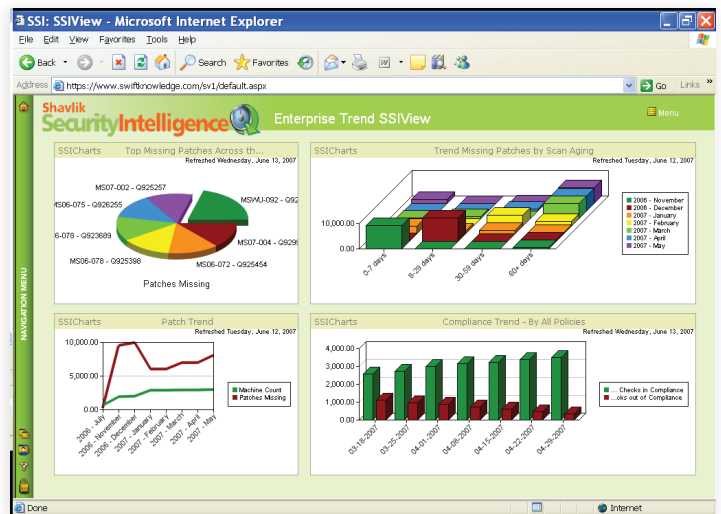 SSI: SSIView - Microsoft Internet Explorer
File Edit View Favorites Tools Help
Back Search Favorites
Address https://www.swiftknowledge.com/sv1/default.aspx Go Links »
Shavlik
SecurityIntelligence
Enterprise Trend SSIView
Menu
NAVIGATION MENU
SSICharts Top Missing Patches Across th...
Refreshed Wednesday, June 13, 2007
MS07-002 - Q925257
MS06-075 - Q926255
MSWU-092 - Q92
6-078 - Q923689
MS07-004 - Q929
MS06-078 - Q925398
MS06-072 - Q925454
Patches Missing
SSICharts Trend Missing Patches by Scan Aging
Refreshed Tuesday, June 12, 2007
10,000.00
0.00
0-7 days
8-29 days
30-59 days
60+ days
2006 - November
2006 - December
2007 - January
2007 - February
2007 - March
2007 - April
2007 - May
SSICharts Patch Trend
Refreshed Tuesday, June 12, 2007
10,000.00
5,000.00
0.00
2006 - July
2006 - November
2006 - December
2007 - January
2007 - February
2007 - March
2007 - April
2007 - May
Machine Count
Patches Missing
SSICharts Compliance Trend - By All Policies
Refreshed Wednesday, June 13, 2007
4,000.00
3,000.00
2,000.00
1,000.00
0.00
03-18-2007
03-25-2007
04-01-2007
04-08-2007
04-15-2007
04-22-2007
04-29-2007
... Checks in Compliance
...oks out of Compliance
Done Internet